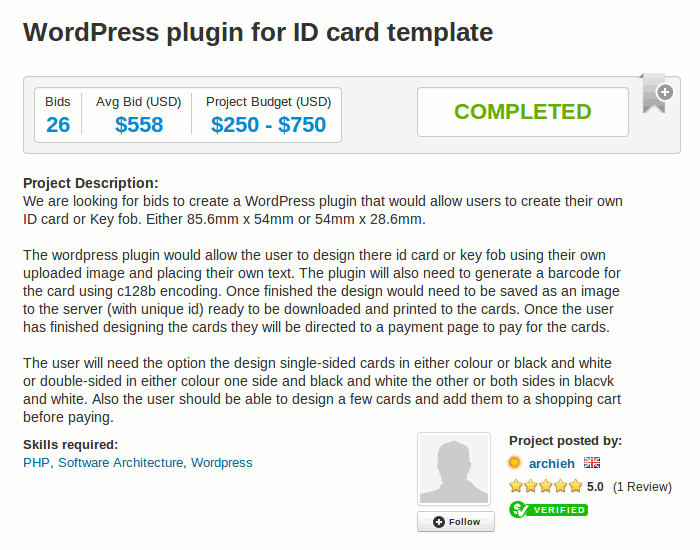 WordPress plugin for ID card template
Bids Avg Bid (USD) Project Budget (USD)
26 $558 $250 - $750
COMPLETED
Project Description:
We are looking for bids to create a WordPress plugin that would allow users to create their own
ID card or Key fob. Either 85.6mm x 54mm or 54mm x 28.6mm.
The wordpress plugin would allow the user to design there id card or key fob using their own
uploaded image and placing their own text. The plugin will also need to generate a barcode for
the card using c128b encoding. Once finished the design would need to be saved as an image
to the server (with unique id) ready to be downloaded and printed to the cards. Once the user
has finished designing the cards they will be directed to a payment page to pay for the cards.
The user will need the option the design single-sided cards in either colour or black and white
or double-sided in either colour one side and black and white the other or both sides in blacvk
and white. Also the user should be able to design a few cards and add them to a shopping cart
before paying.
Skills required:
PHP, Software Architecture, Wordpress
Follow
Project posted by:
archieh
5.0 (1 Review)
VERIFIED